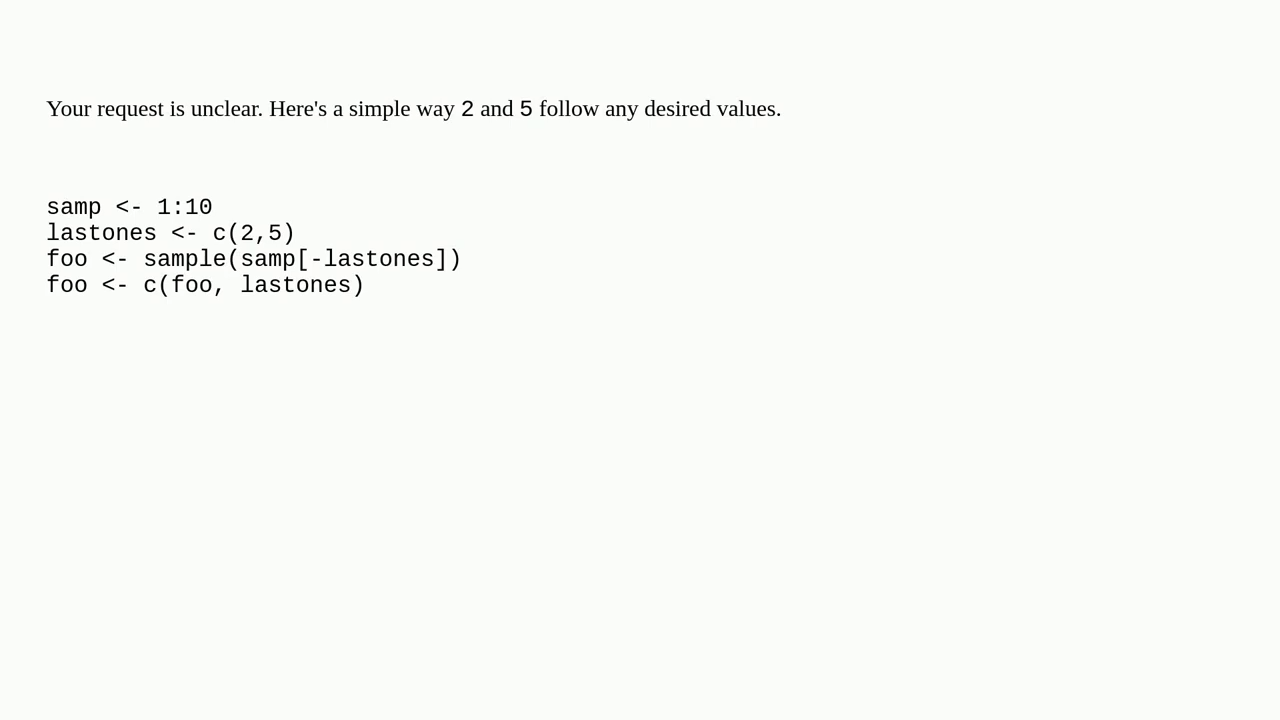 Your request is unclear. Here's a simple way 2 and 5 follow any desired values.
samp <- 1:10
lastones <- c(2,5)
foo <- sample(samp[-lastones])
foo <- c(foo, lastones)